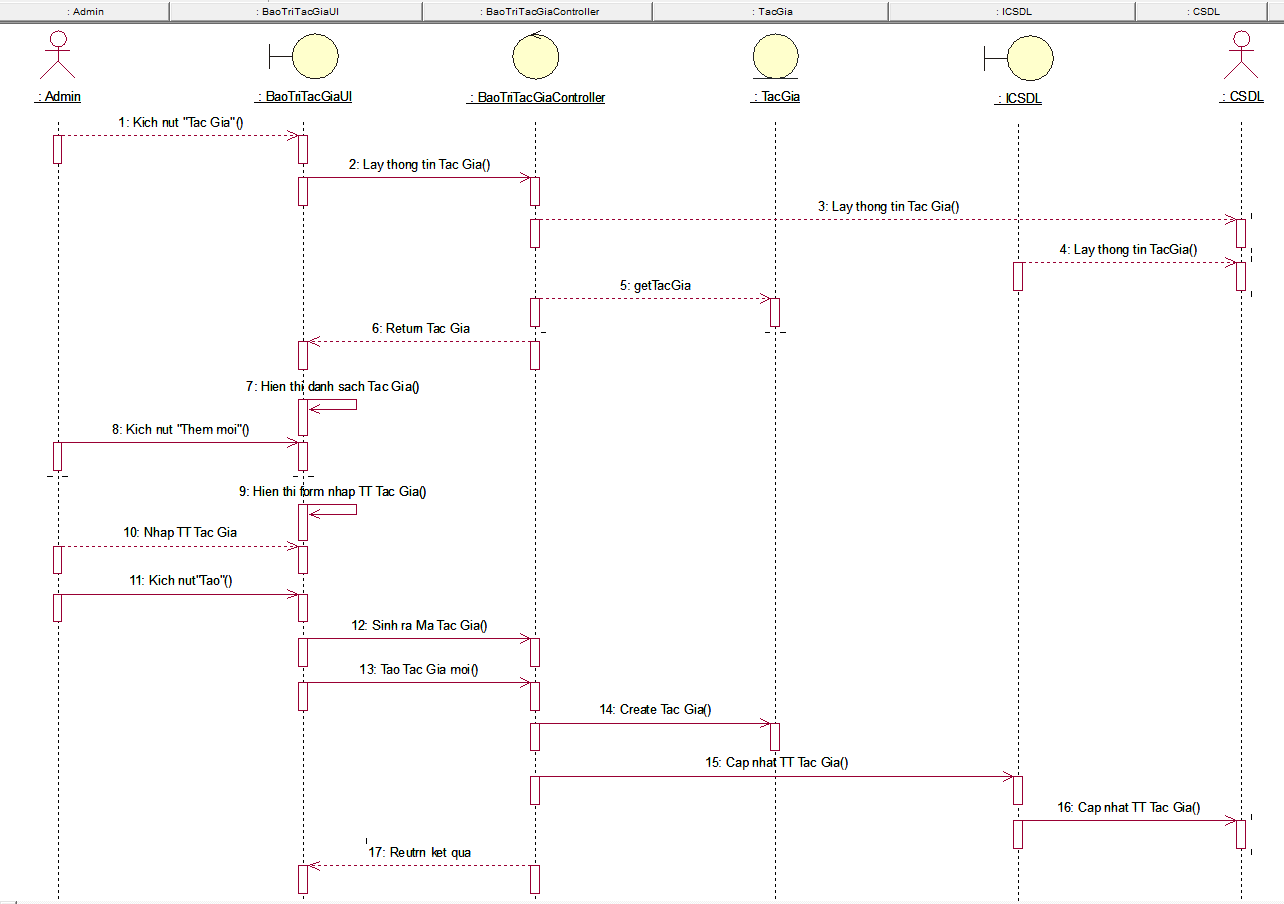 : Admin
: BaoTriTacGiaUI
: BaoTriTacGiaController
: TacGia
: ICSDL
: CSDL
: Admin
: BaoTriTacGiaUI
: BaoTriTacGiaController
: TacGia
: ICSDL
: CSDL
1: Kich nut "Tac Gia"()
2: Lay thong tin Tac Gia()
3: Lay thong tin Tac Gia()
4: Lay thong tin TacGia()
5: getTacGia
6: Return Tac Gia
7: Hien thi danh sach Tac Gia()
8: Kich nut "Them moi"()
9: Hien thi form nhap TT Tac Gia()
10: Nhap TT Tac Gia
11: Kich nut"Tao"()
12: Sinh ra Ma Tac Gia()
13: Tao Tac Gia moi()
14: Create Tac Gia()
15: Cap nhat TT Tac Gia()
16: Cap nhat TT Tac Gia()
17: Reutrn ket qua